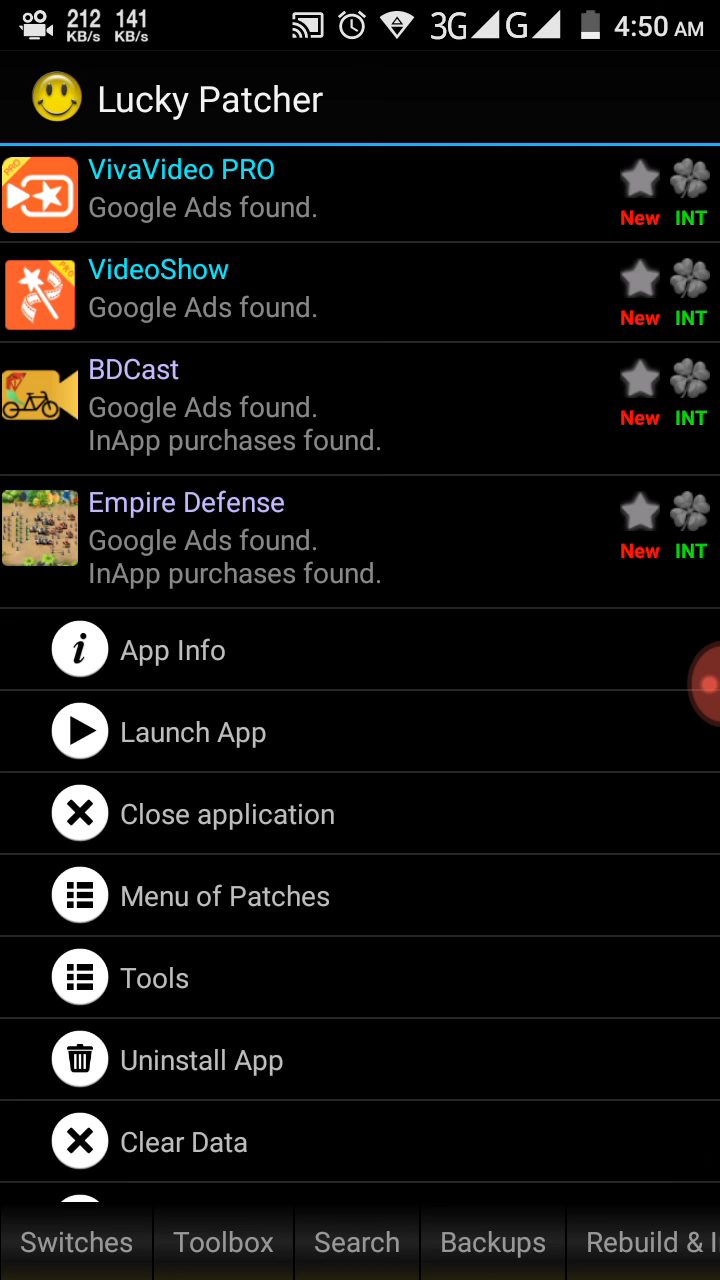 212 KB/s 141 KB/s 3G G 4:50 AM
Lucky Patcher
PRO
VivaVideo PRO
Google Ads found.
New INT
PRO
VideoShow
Google Ads found.
New INT
BDCast
Google Ads found.
InApp purchases found.
New INT
Empire Defense
Google Ads found.
InApp purchases found.
New INT
App Info
Launch App
Close application
Menu of Patches
Tools
Uninstall App
Clear Data
Switches Toolbox Search Backups Rebuild &